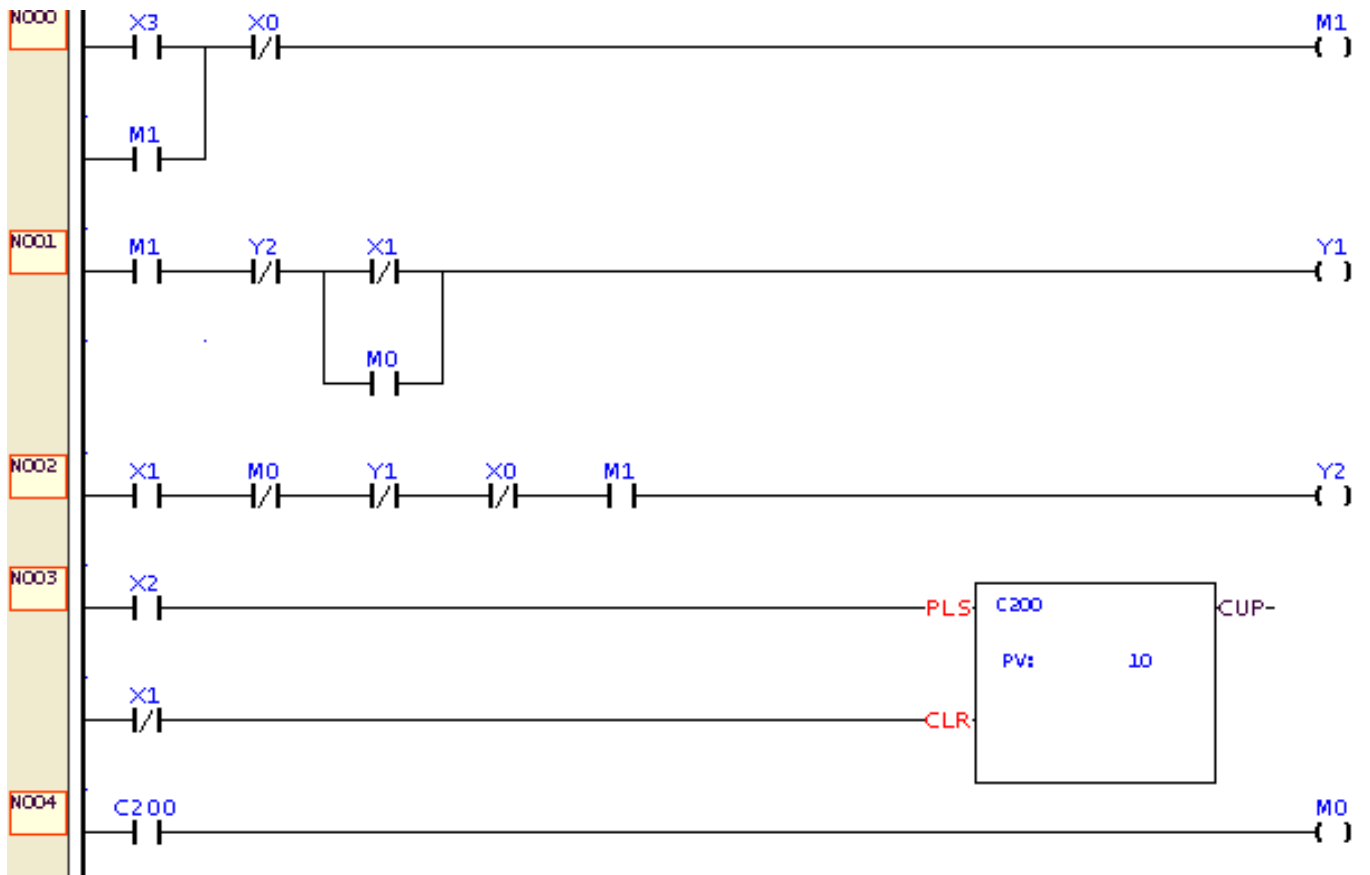 N000 X3 X0 M1
M1
N001 M1 Y2 X1 Y1
M0
N002 X1 M0 Y1 X0 M1 Y2
N003 X2 PLS C200 CUP-
PV: 10
X1 CLR
N004 C200 M0